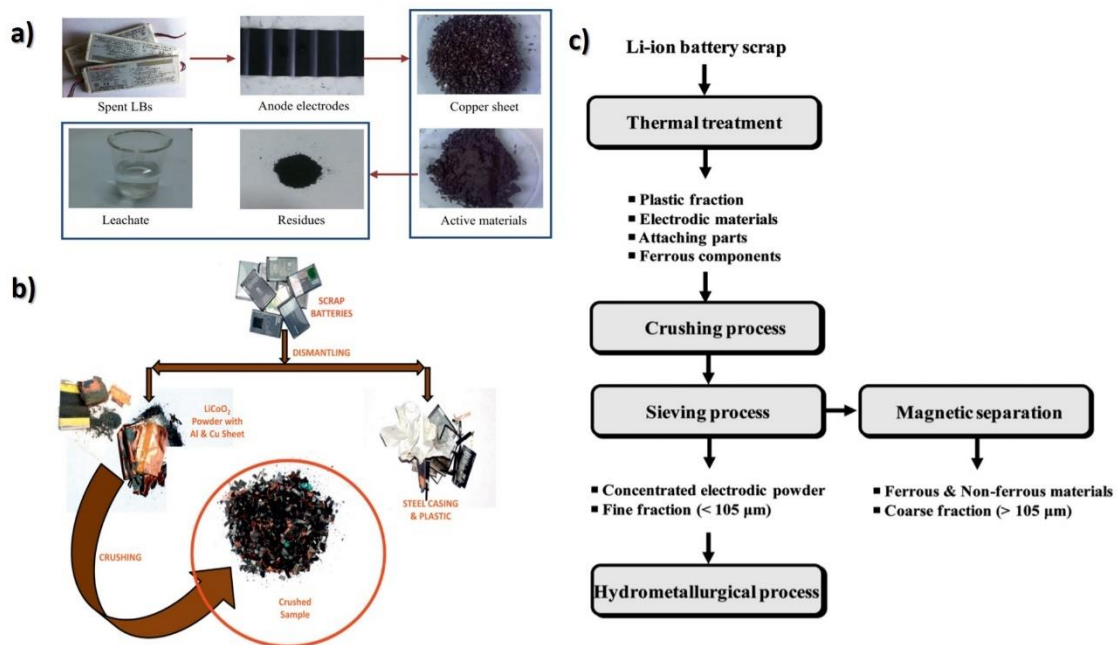 a)
Spent LBs
Anode electrodes
Copper sheet
Leachate
Residues
Active materials
b)
SCRAP
BATTERIES
DISMANTLING
LiCoO₂
Powder with
Al & Cu Sheet
STEEL CASING
& PLASTIC
CRUSHING
Crushed
Sample
c)
Li-ion battery scrap
Thermal treatment
▪ Plastic fraction
▪ Electrodic materials
▪ Attaching parts
▪ Ferrous components
Crushing process
Sieving process
Magnetic separation
▪ Concentrated electrodic powder
▪ Fine fraction (< 105 μm)
▪ Ferrous & Non-ferrous materials
▪ Coarse fraction (> 105 μm)
Hydrometallurgical process